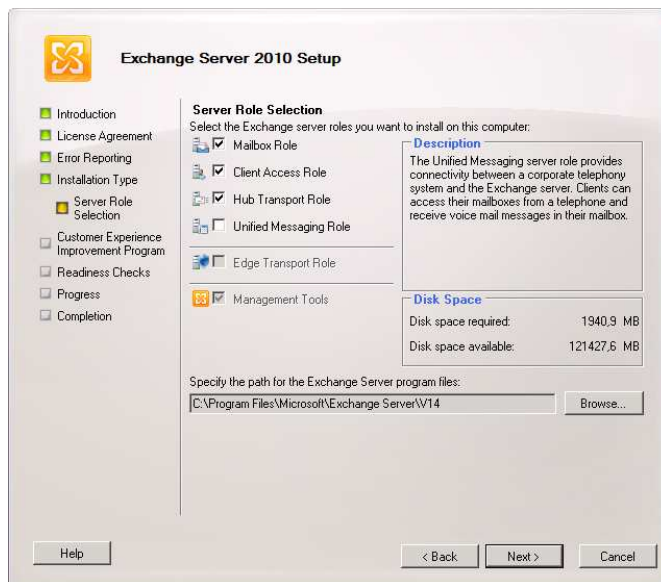 Exchange Server 2010 Setup
Introduction
License Agreement
Error Reporting
Installation Type
Server Role
Selection
Customer Experience
Improvement Program
Readiness Checks
Progress
Completion
Server Role Selection
Select the Exchange server roles you want to install on this computer:
Mailbox Role
Client Access Role
Hub Transport Role
Unified Messaging Role
Edge Transport Role
Management Tools
Description
The Unified Messaging server role provides
connectivity between a corporate telephony
system and the Exchange server. Clients can
access their mailboxes from a telephone and
receive voice mail messages in their mailbox.
Disk Space
Disk space required: 1940,9 MB
Disk space available: 121427,6 MB
Specify the path for the Exchange Server program files:
C:\Program Files\Microsoft\Exchange Server\V14
Browse...
Help
< Back
Next >
Cancel